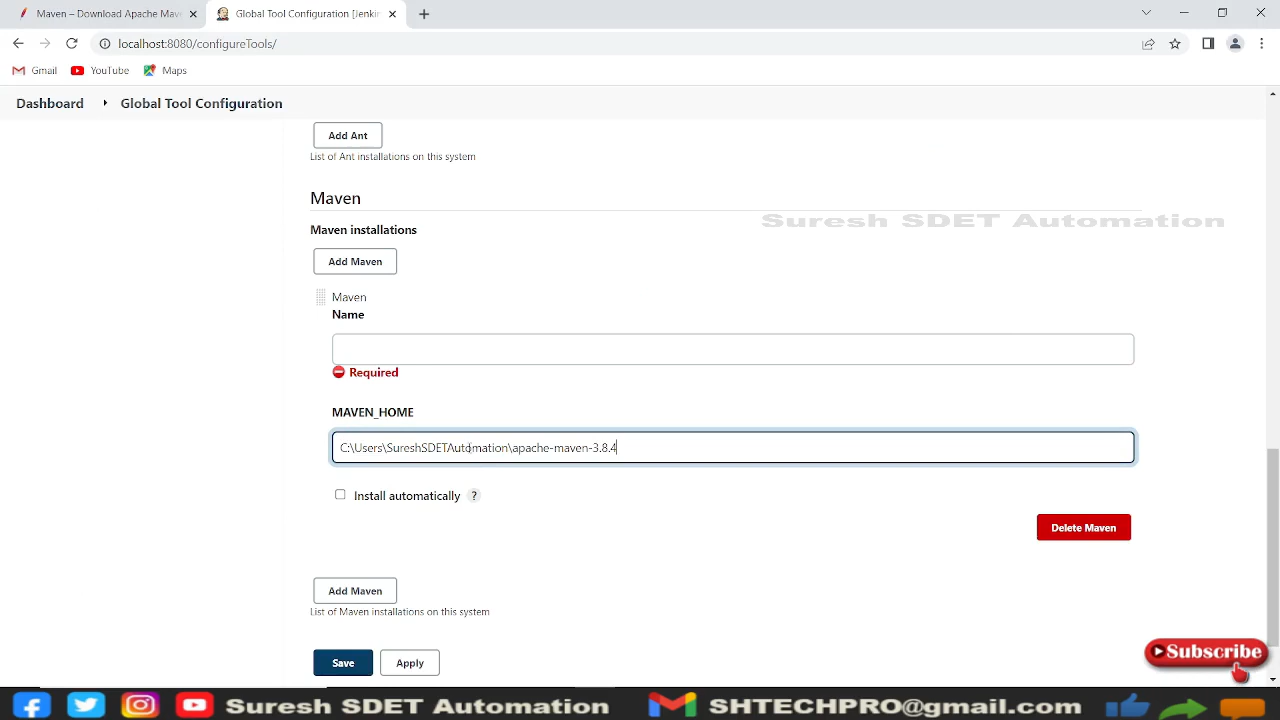 Maven – Download Apache Mav
Global Tool Configuration [Jenkin
localhost:8080/configureTools/
Gmail
YouTube
Maps
Dashboard
Global Tool Configuration
Add Ant
List of Ant installations on this system
Maven
Suresh SDET Automation
Maven installations
Add Maven
Maven
Name
Required
MAVEN_HOME
C:\Users\SureshSDETAutomation\apache-maven-3.8.4
Install automatically ?
Delete Maven
Add Maven
List of Maven installations on this system
Save
Apply
Subscribe
Suresh SDET Automation
SHTECHPRO@gmail.com